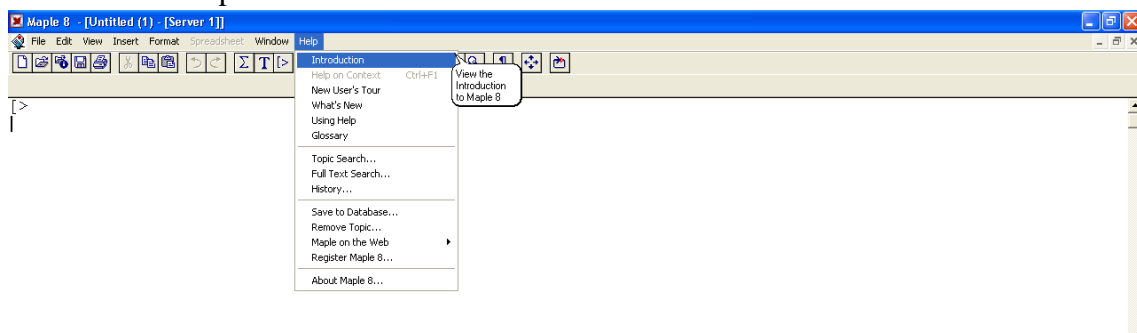 Maple 8 - [Untitled (1) - [Server 1]]
File Edit View Insert Format Spreadsheet Window Help
Σ T [>
Introduction
View the
Introduction
to Maple 8
Help on Context Ctrl+F1
New User's Tour
What's New
Using Help
Glossary
Topic Search...
Full Text Search...
History...
Save to Database...
Remove Topic...
Maple on the Web
Register Maple 8...
About Maple 8...
[>